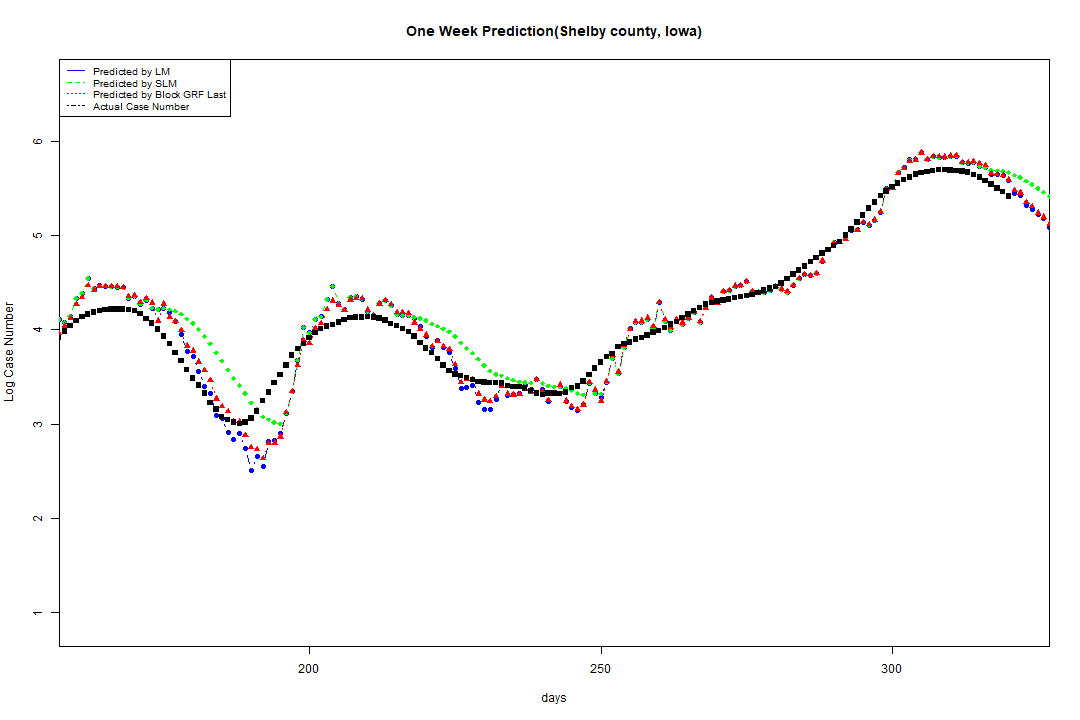 One Week Prediction(Shelby county, Iowa)
Predicted by LM
Predicted by SLM
Predicted by Block GRF Last
Actual Case Number
6
5
4
3
2
1
Log Case Number
200
250
300
days